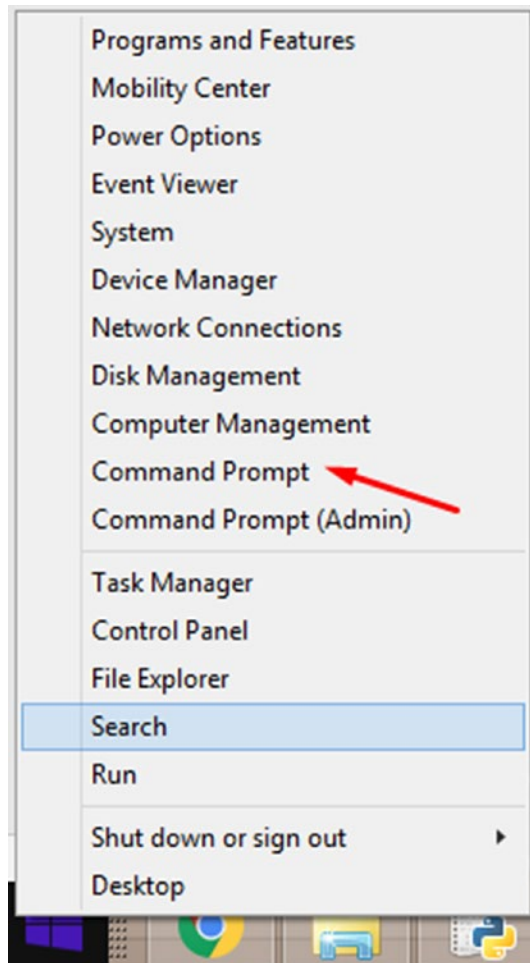 Programs and Features
Mobility Center
Power Options
Event Viewer
System
Device Manager
Network Connections
Disk Management
Computer Management
Command Prompt
Command Prompt (Admin)
Task Manager
Control Panel
File Explorer
Search
Run
Shut down or sign out
Desktop